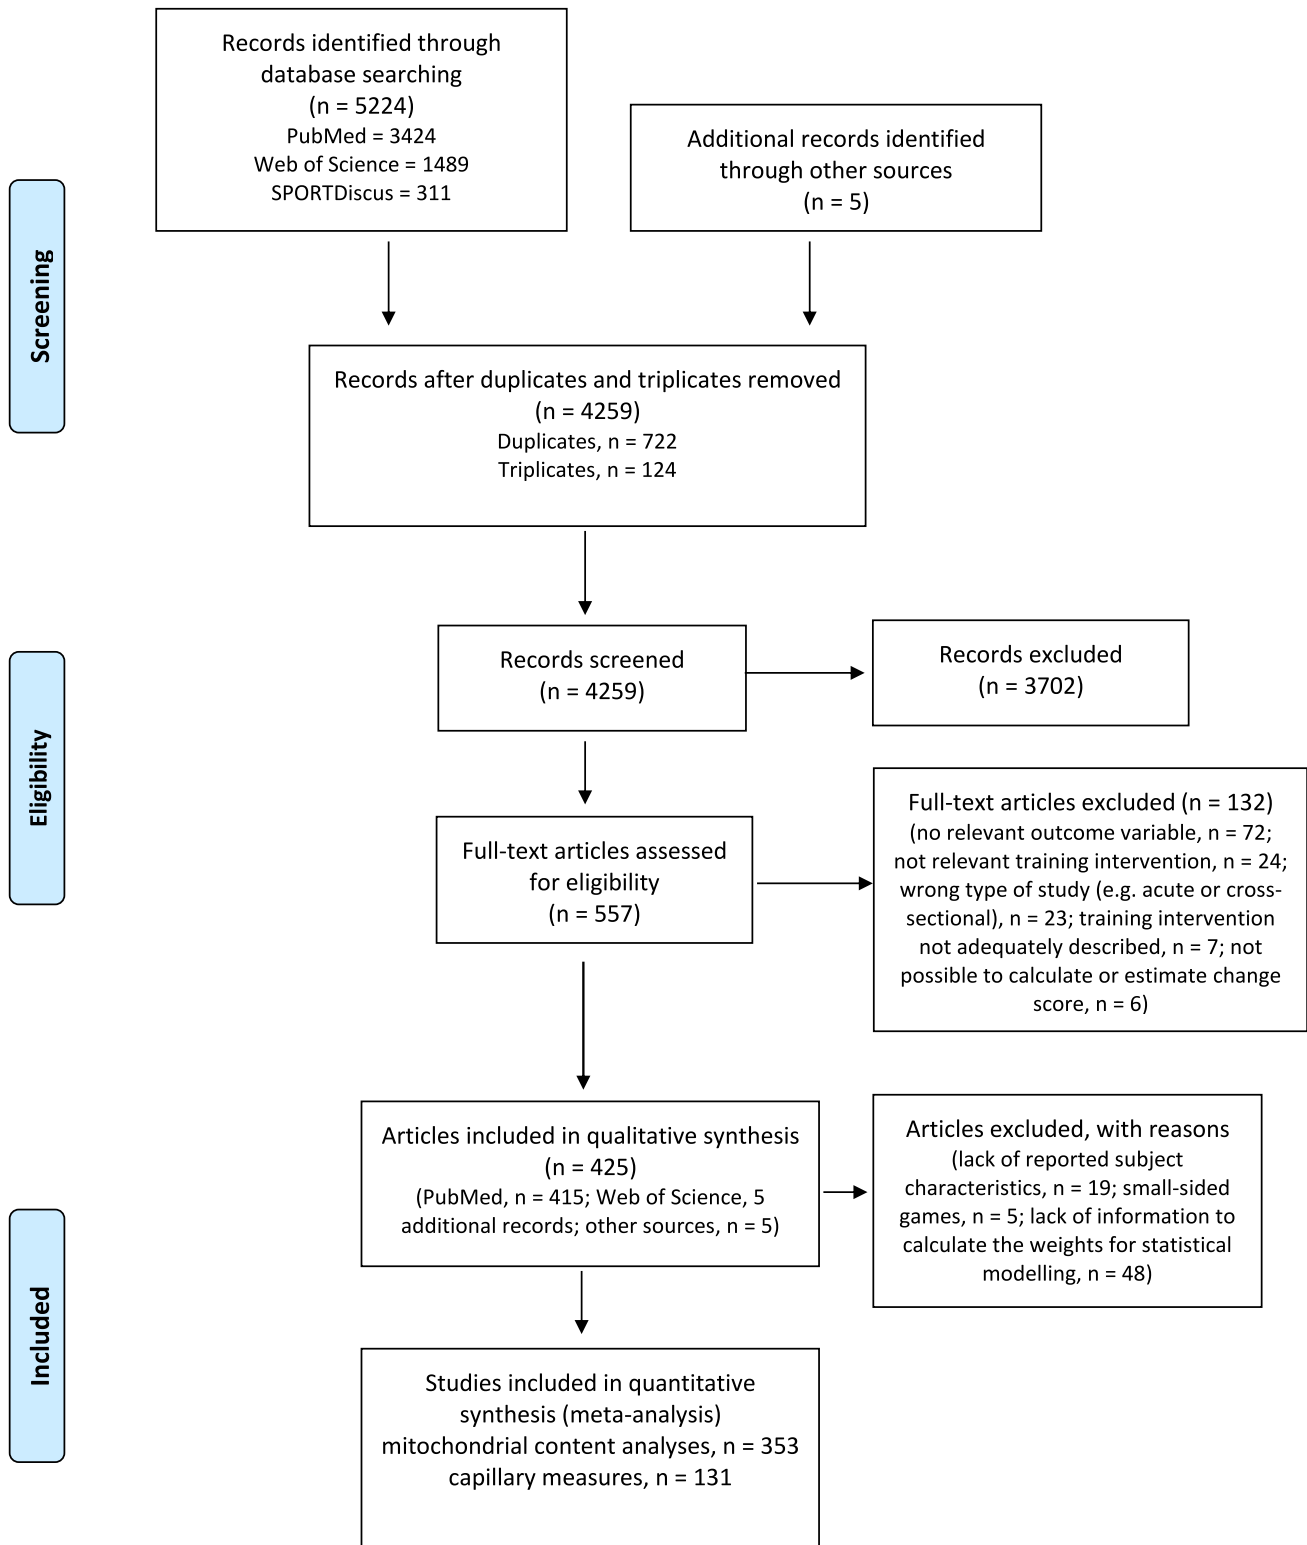 Records identified through
database searching
(n = 5224)
PubMed = 3424
Web of Science = 1489
SPORTDiscus = 311
Additional records identified
through other sources
(n = 5)
Screening
Records after duplicates and triplicates removed
(n = 4259)
Duplicates, n = 722
Triplicates, n = 124
Records screened
(n = 4259)
Records excluded
(n = 3702)
Eligibility
Full-text articles assessed
for eligibility
(n = 557)
Full-text articles excluded (n = 132)
(no relevant outcome variable, n = 72;
not relevant training intervention, n = 24;
wrong type of study (e.g. acute or cross-
sectional), n = 23; training intervention
not adequately described, n = 7; not
possible to calculate or estimate change
score, n = 6)
Articles included in qualitative synthesis
(n = 425)
(PubMed, n = 415; Web of Science, 5
additional records; other sources, n = 5)
Articles excluded, with reasons
(lack of reported subject
characteristics, n = 19; small-sided
games, n = 5; lack of information to
calculate the weights for statistical
modelling, n = 48)
Included
Studies included in quantitative
synthesis (meta-analysis)
mitochondrial content analyses, n = 353
capillary measures, n = 131